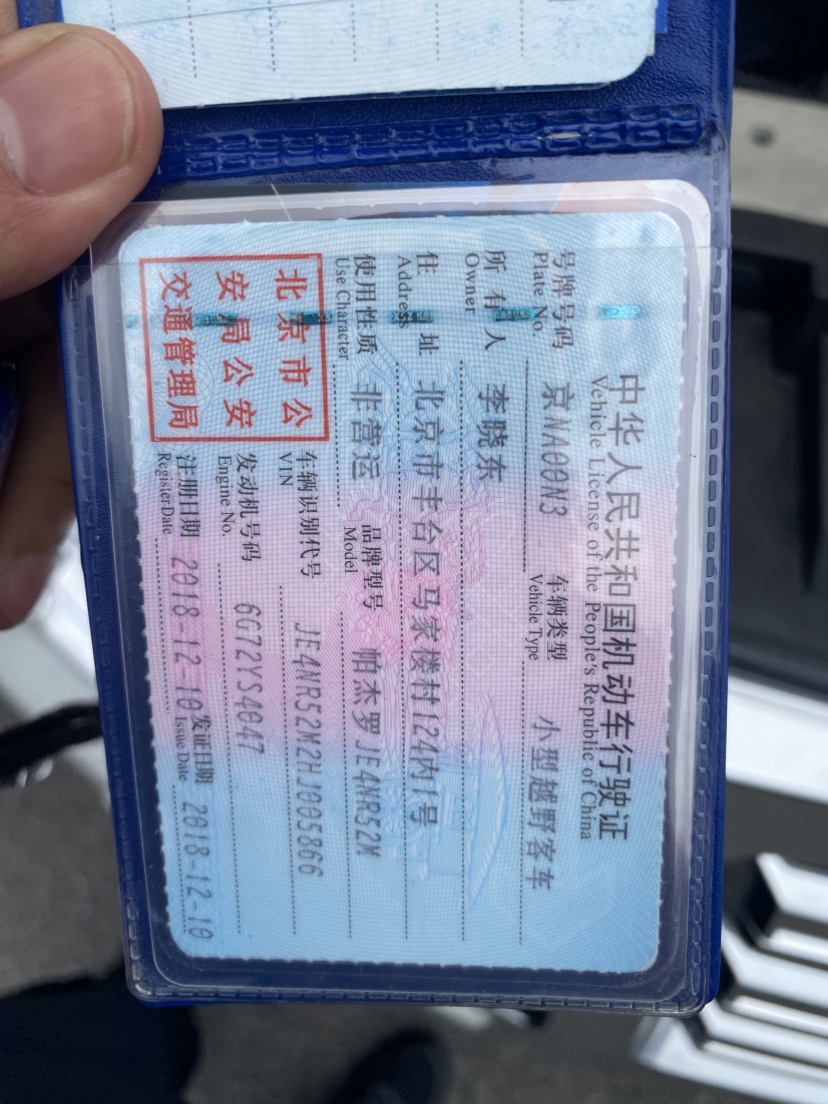 中华人民共和国机动车行驶证
Vehicle License of the People's Republic of China
号牌号码 京NA00N3 车辆类型 小型越野客车
Plate No. Vehicle Type
所有人 李晓东
Owner
住址 北京市丰台区马家楼村124内1号
Address
使用性质 非营运 品牌型号 帕杰罗JE4NR52M
Use Character Model
北京市公
安局公安
交通管理局
车辆识别代号 JE4NR52M2HJ005866
VIN
发动机号码 6G72YS4047
Engine No.
注册日期 2018-12-10 发证日期 2018-12-10
Register Date Issue Date